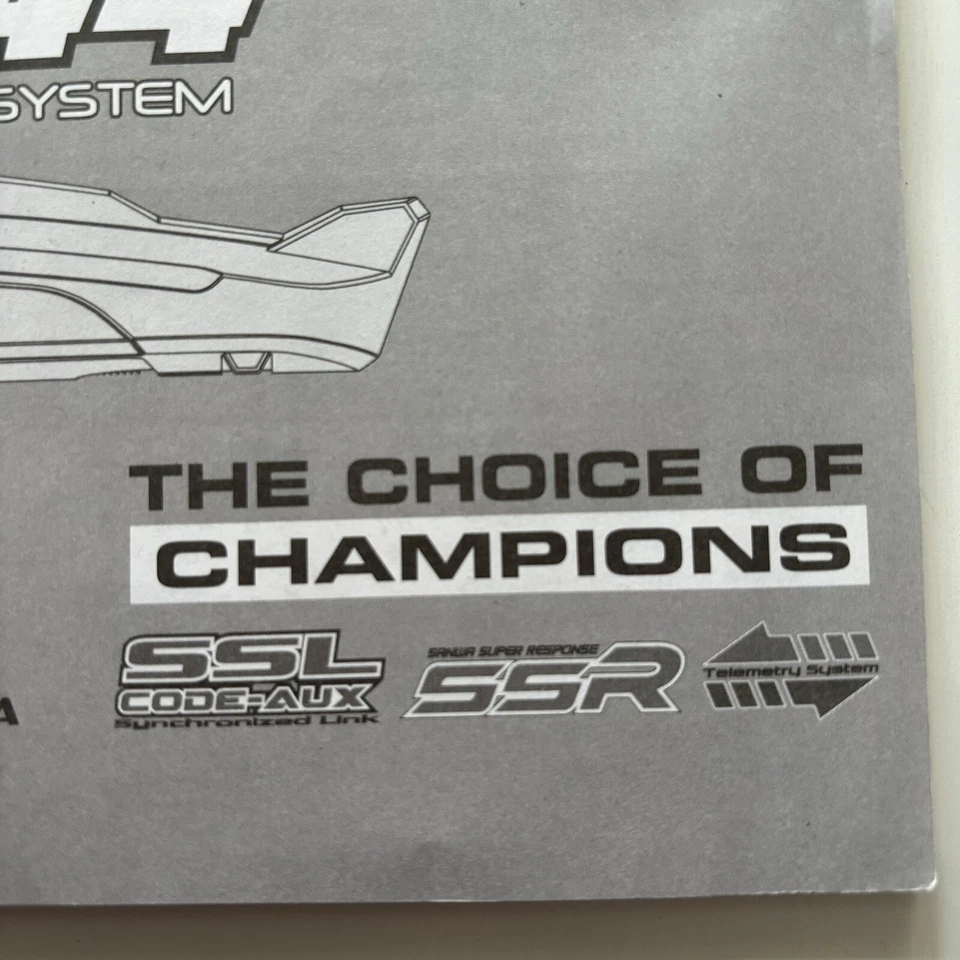 SYSTEM
THE CHOICE OF
CHAMPIONS
SSL
CODE-AUX
Synchronized Link
SANWA SUPER RESPONSE
SSR
Telemetry System
A